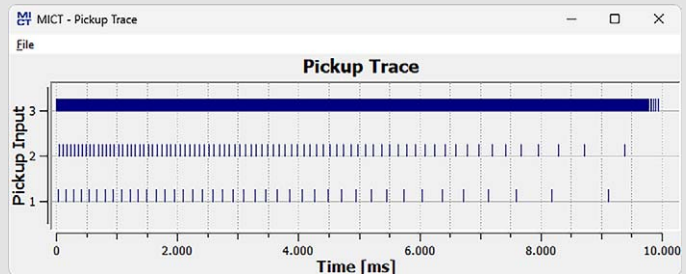 MICT MICT - Pickup Trace
File
Pickup Trace
Pickup Input
3
2
1
0 2.000 4.000 6.000 8.000 10.000
Time [ms]